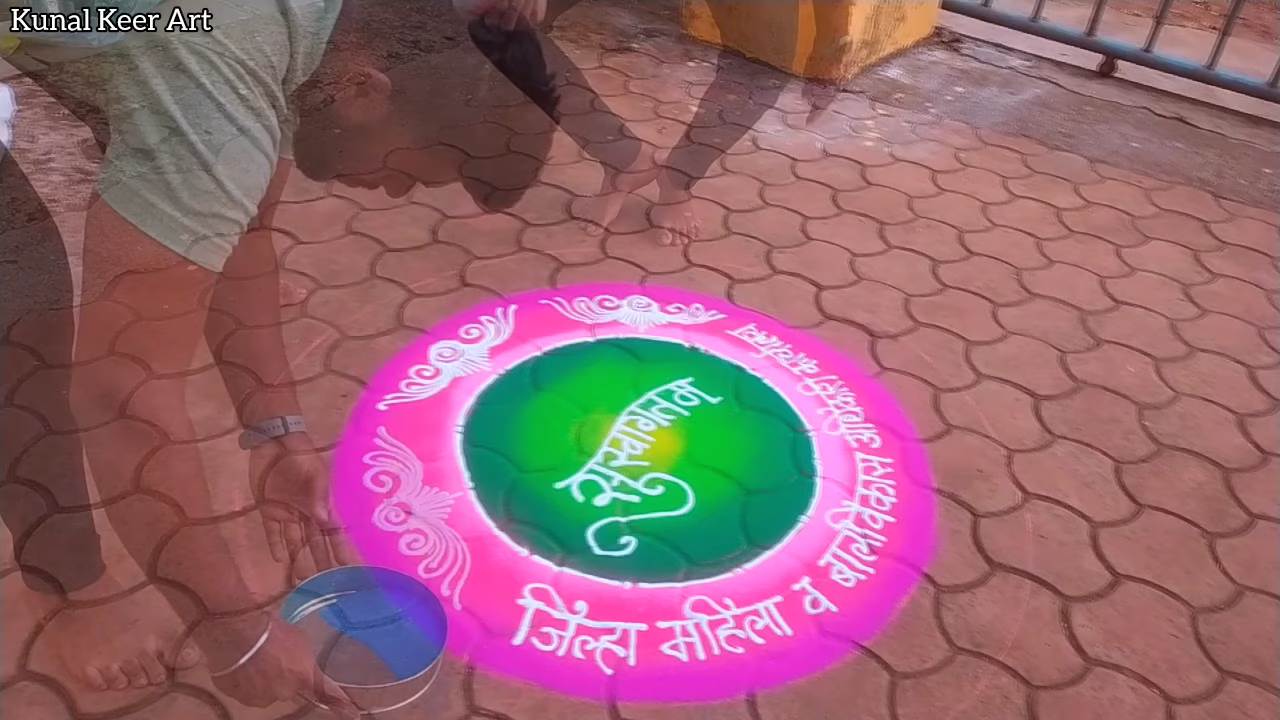 Kunal Keer Art
सुस्वागतम्
जिल्हा महिला व बालविकास अधिकारी कार्यालय